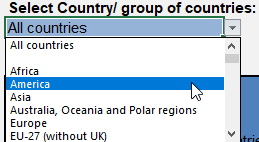 Select Country/ group of countries:
All countries
All countries
Africa
America
Asia
Australia, Oceania and Polar regions
Europe
EU-27 (without UK)